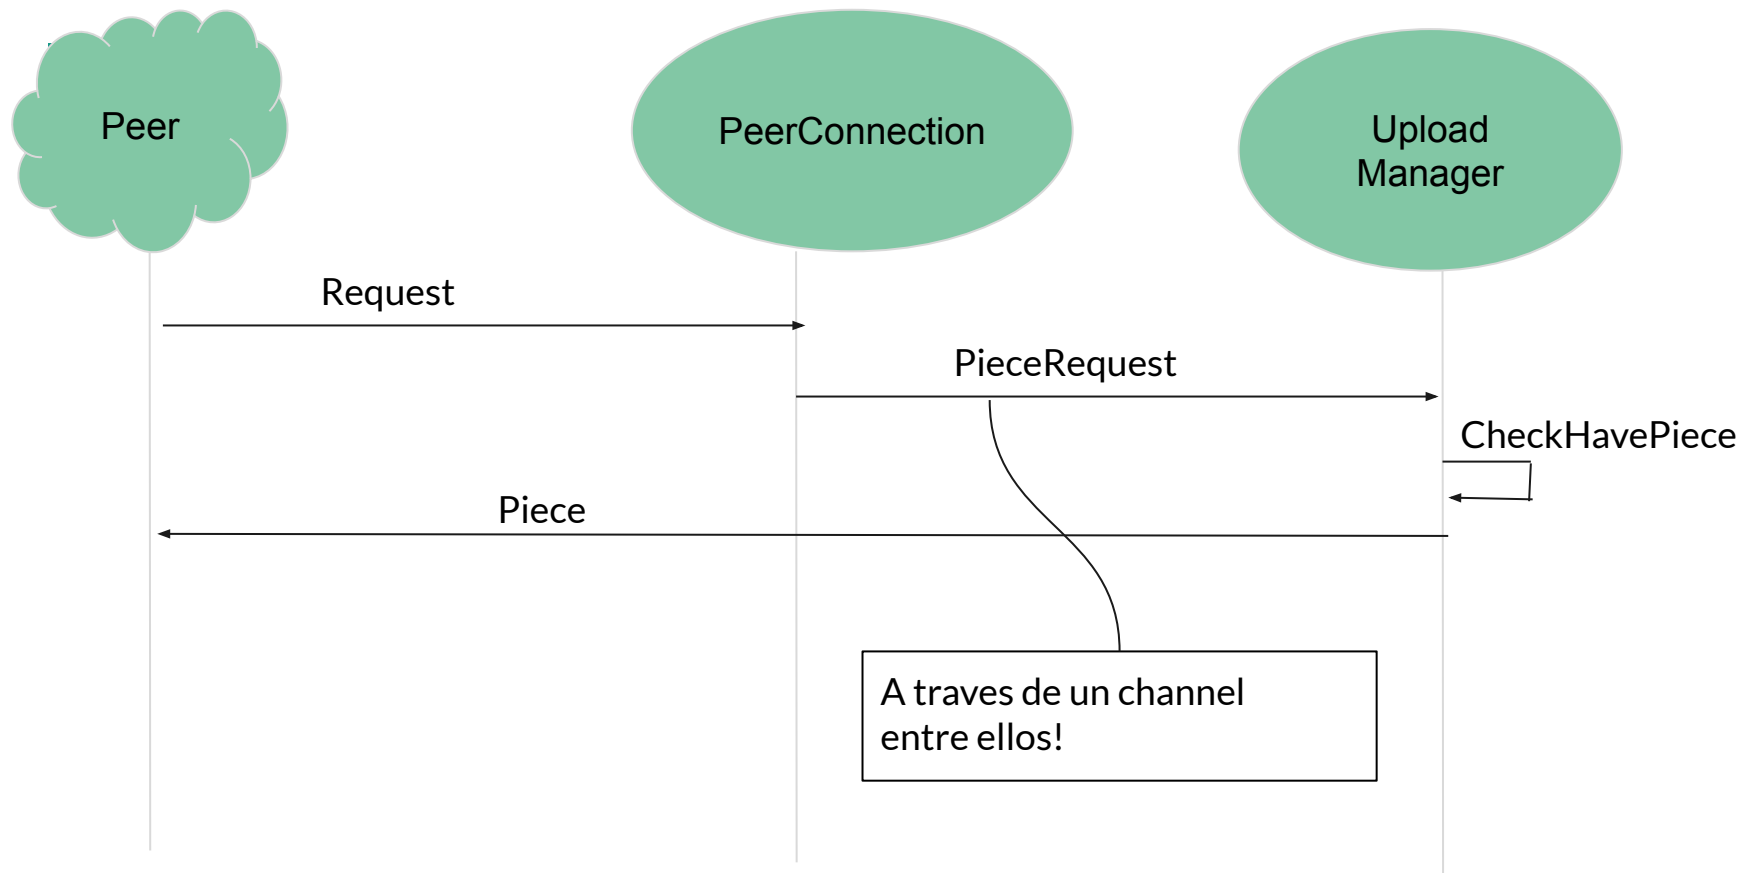 Peer
PeerConnection
Upload
Manager
Request
PieceRequest
CheckHavePiece
Piece
A traves de un channel
entre ellos!